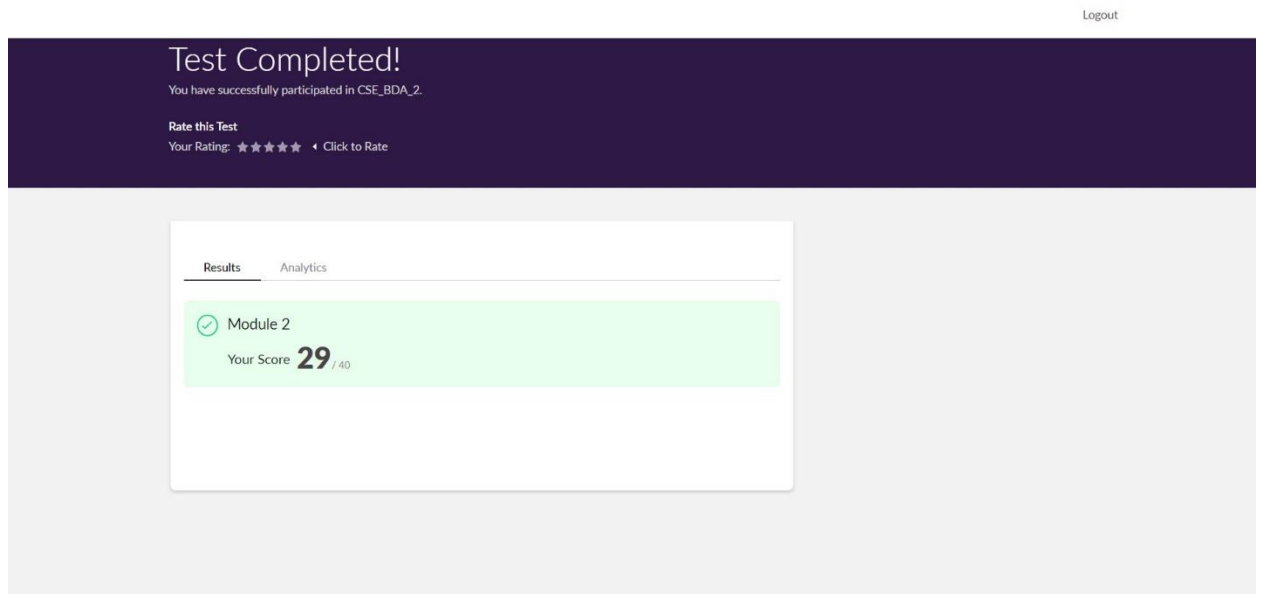 Logout
Test Completed!
You have successfully participated in CSE_BDA_2.
Rate this Test
Your Rating: Click to Rate
Results Analytics
Module 2
Your Score 29 / 40